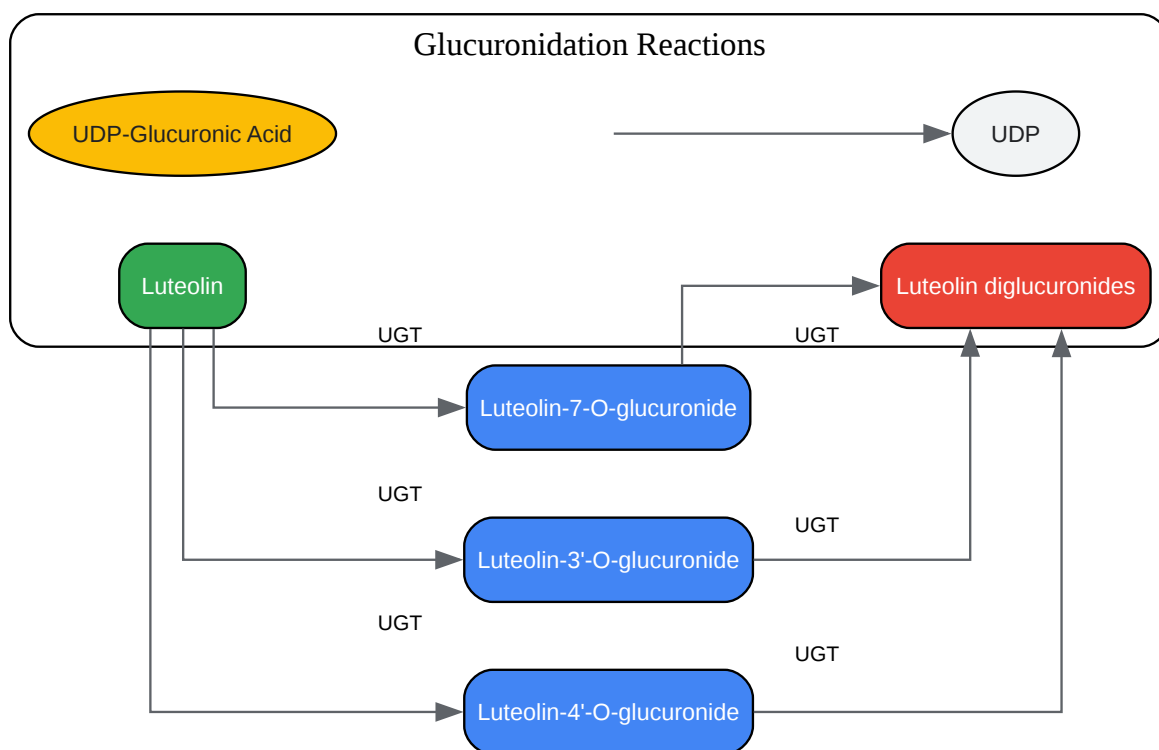 Glucuronidation Reactions
UDP-Glucuronic Acid
UDP
Luteolin
Luteolin diglucuronides
UGT
UGT
Luteolin-7-O-glucuronide
UGT
UGT
Luteolin-3'-O-glucuronide
UGT
UGT
Luteolin-4'-O-glucuronide